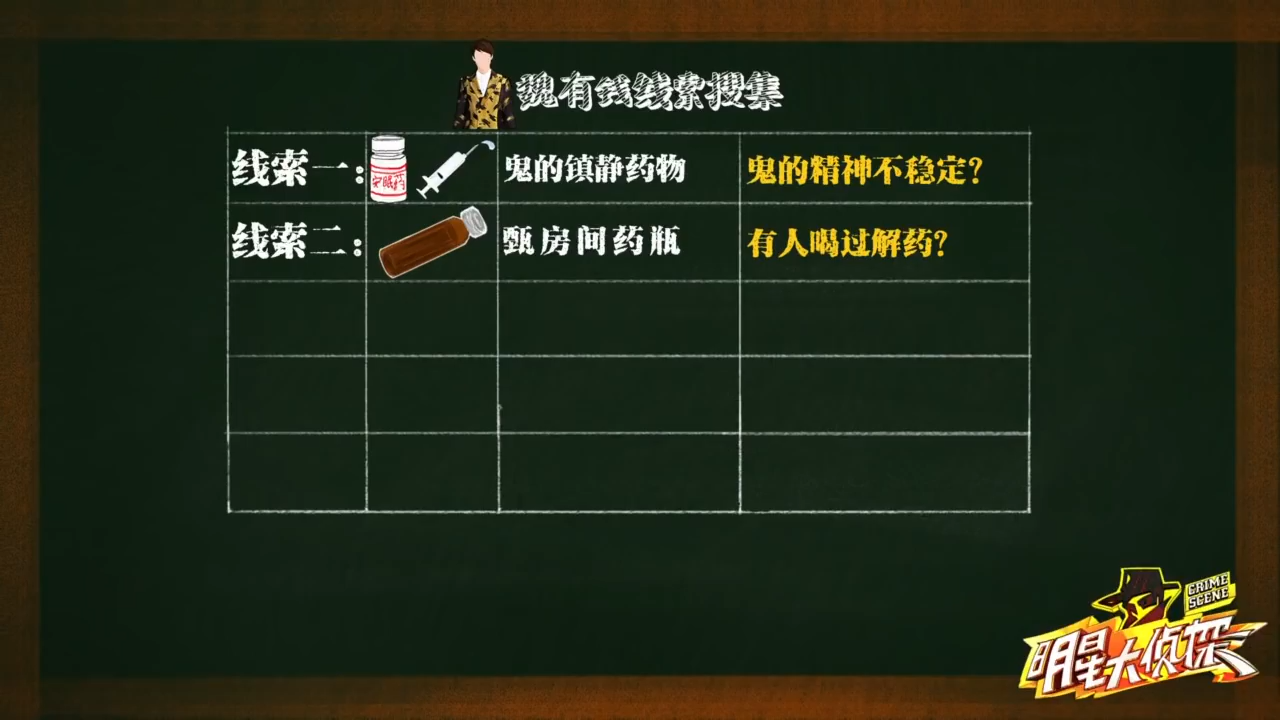 魏有钱线索搜集
线索一： 安眠药 鬼的镇静药物 鬼的精神不稳定？
线索二： 甄房间药瓶 有人喝过解药？
CRIME SCENE
明星大侦探